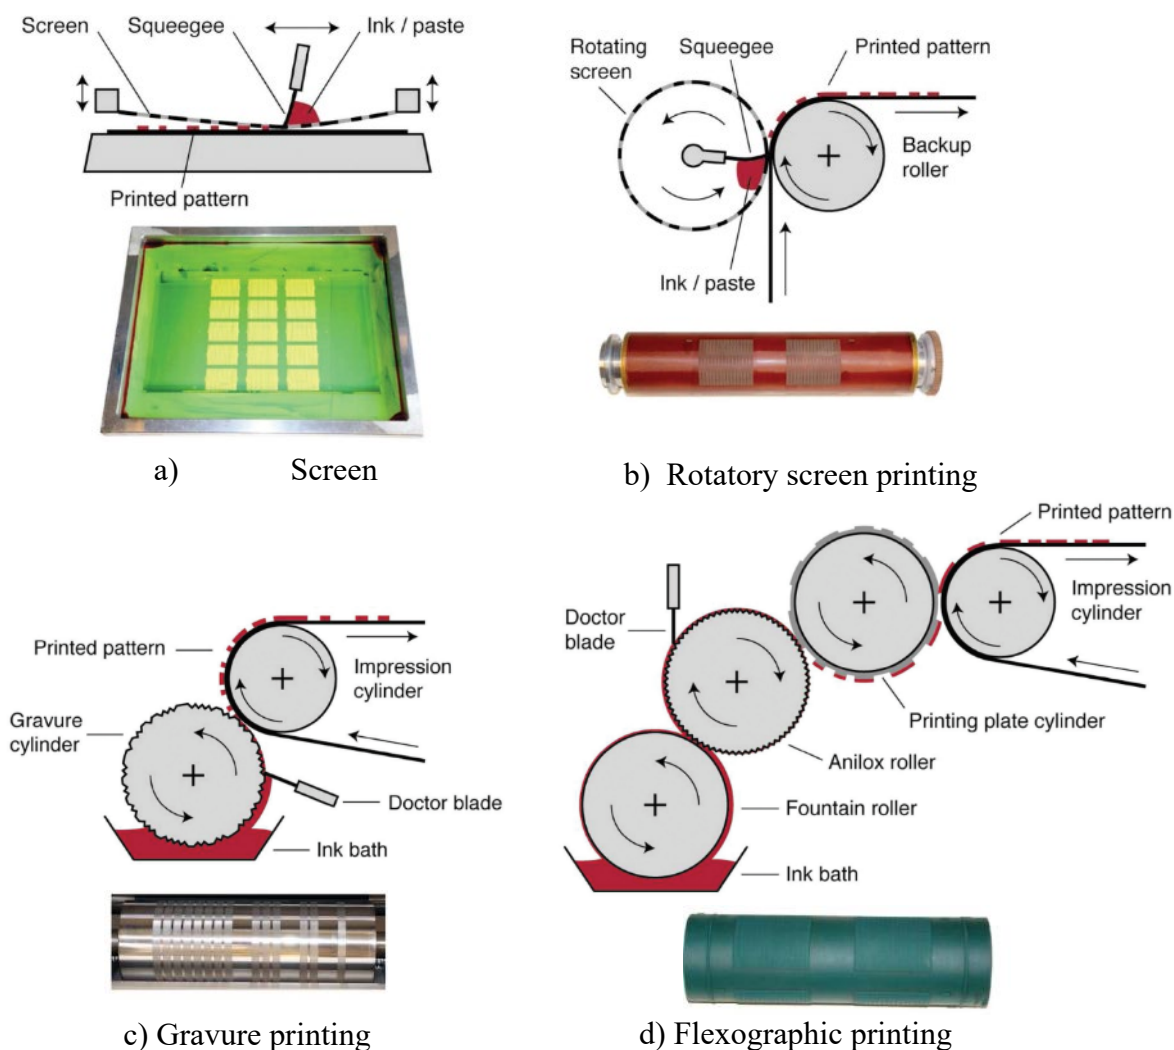 Screen
Squeegee
Ink / paste
Printed pattern
a) Screen
Rotating
screen
Squeegee
Printed pattern
Backup
roller
Ink / paste
b) Rotatory screen printing
Printed pattern
Impression
cylinder
Gravure
cylinder
Doctor blade
Ink bath
c) Gravure printing
Printed pattern
Impression
cylinder
Doctor
blade
Printing plate cylinder
Anilox roller
Fountain roller
Ink bath
d) Flexographic printing